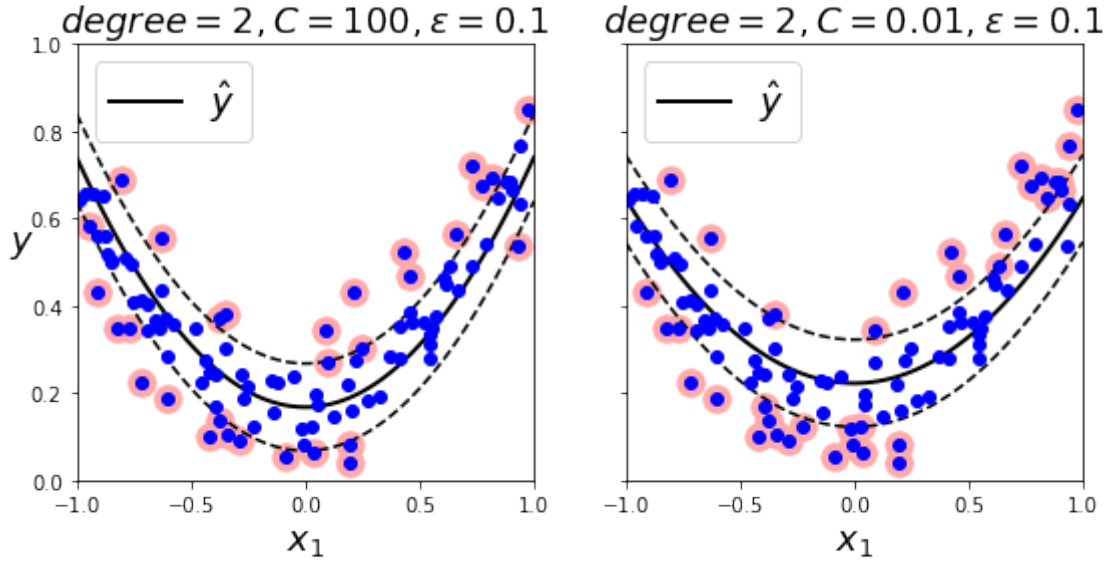 degree = 2, C = 100, ε = 0.1
degree = 2, C = 0.01, ε = 0.1
1.0
0.8
0.6
0.4
0.2
0.0
y
ŷ
ŷ
−1.0 −0.5 0.0 0.5 1.0
−1.0 −0.5 0.0 0.5 1.0
x₁
x₁